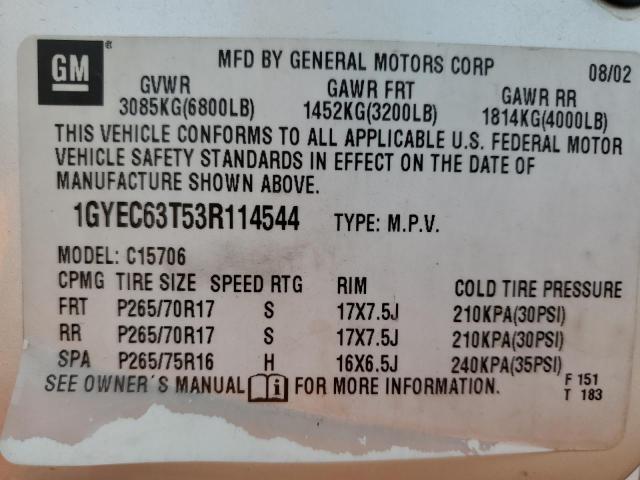 GM ®
MFD BY GENERAL MOTORS CORP 08/02
GVWR GAWR FRT GAWR RR
3085KG(6800LB) 1452KG(3200LB) 1814KG(4000LB)
THIS VEHICLE CONFORMS TO ALL APPLICABLE U.S. FEDERAL MOTOR
VEHICLE SAFETY STANDARDS IN EFFECT ON THE DATE OF
MANUFACTURE SHOWN ABOVE.
1GYEC63T53R114544 TYPE: M.P.V.
MODEL: C15706
CPMG TIRE SIZE SPEED RTG RIM COLD TIRE PRESSURE
FRT P265/70R17 S 17X7.5J 210KPA(30PSI)
RR P265/70R17 S 17X7.5J 210KPA(30PSI)
SPA P265/75R16 H 16X6.5J 240KPA(35PSI)
SEE OWNER'S MANUAL i FOR MORE INFORMATION. F 151
T 183